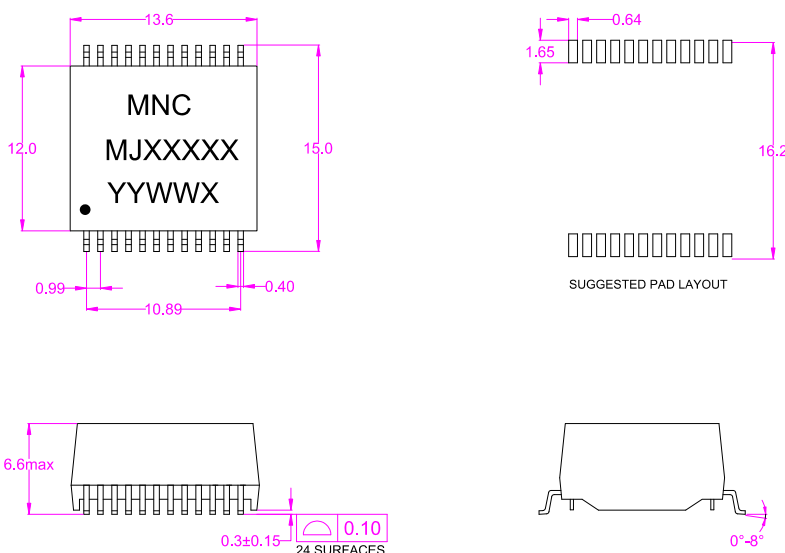 13.6
0.64
1.65
MNC
MJXXXXX
YYWWX
12.0
15.0
16.2
0.99
0.40
10.89
SUGGESTED PAD LAYOUT
6.6max
0.3±0.15
0.10
24 SURFACES
0°-8°